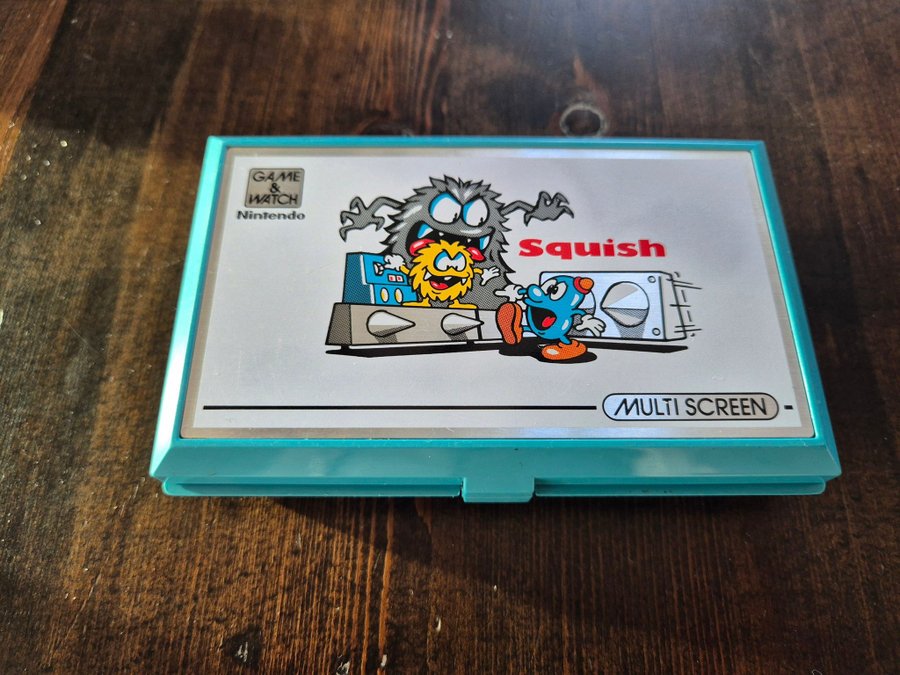 GAME
&
WATCH
Nintendo
Squish
MULTI SCREEN